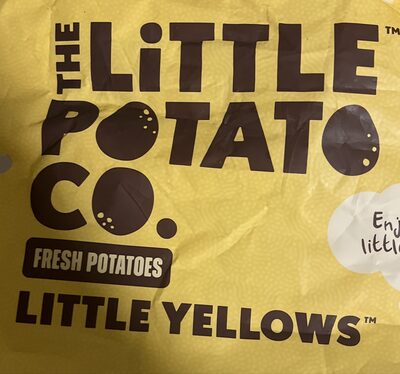 THE LiTTLE™
POTATO
CO.
FRESH POTATOES
LITTLE YELLOWS™